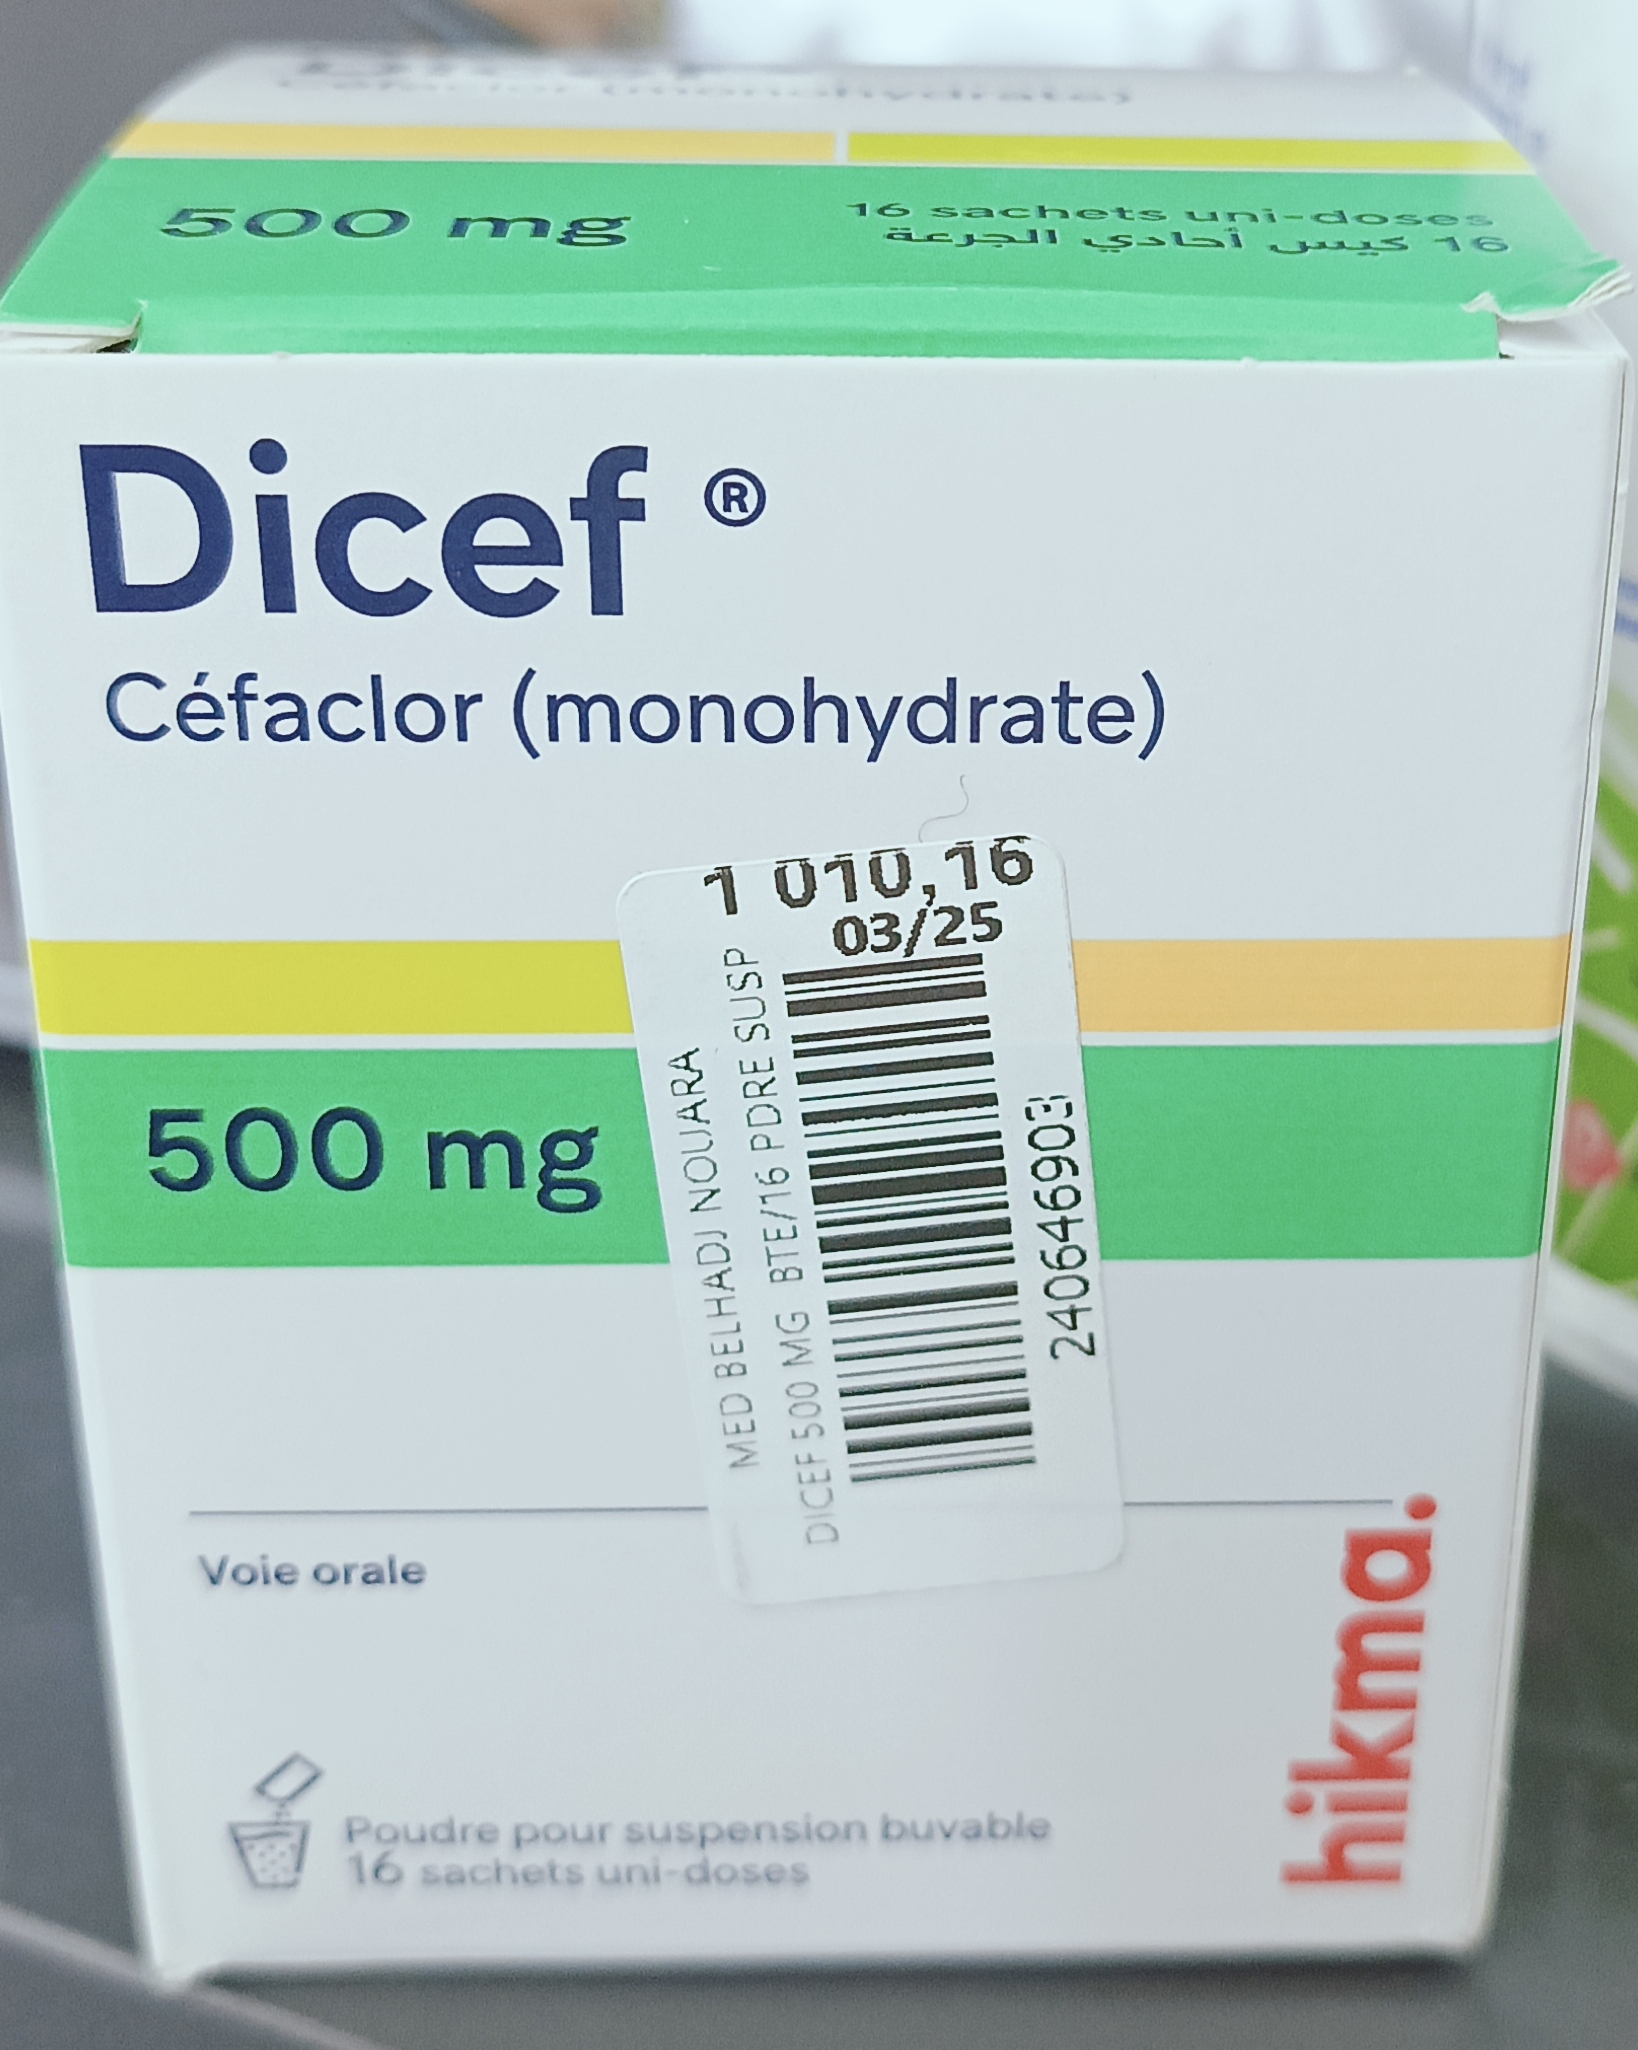 Céfaclor (monohydrate)
500 mg
16 sachets uni-doses
16 كيس أحادي الجرعة
Dicef ®
Céfaclor (monohydrate)
1 010,16
03/25
MED BELHADJ NOUARA
DICEF 500 MG BTE/16 PDRE SUSP
240646903
500 mg
Voie orale
hikma.
Poudre pour suspension buvable
16 sachets uni-doses